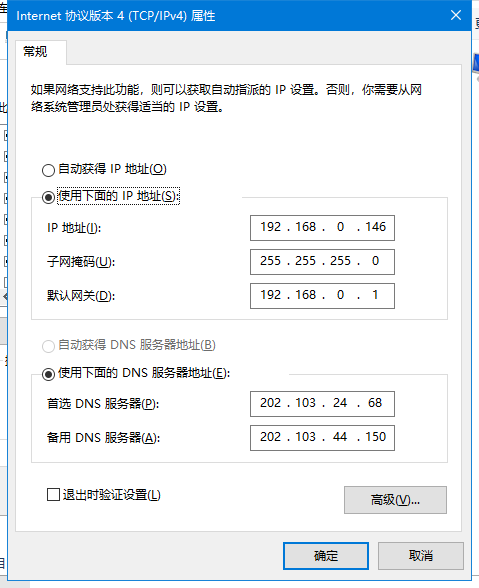 Internet 协议版本 4 (TCP/IPv4) 属性
常规
如果网络支持此功能，则可以获取自动指派的 IP 设置。否则，你需要从网
络系统管理员处获得适当的 IP 设置。
自动获得 IP 地址(O)
使用下面的 IP 地址(S):
IP 地址(I): 192 . 168 . 0 . 146
子网掩码(U): 255 . 255 . 255 . 0
默认网关(D): 192 . 168 . 0 . 1
自动获得 DNS 服务器地址(B)
使用下面的 DNS 服务器地址(E):
首选 DNS 服务器(P): 202 . 103 . 24 . 68
备用 DNS 服务器(A): 202 . 103 . 44 . 150
退出时验证设置(L)
高级(V)...
确定 取消